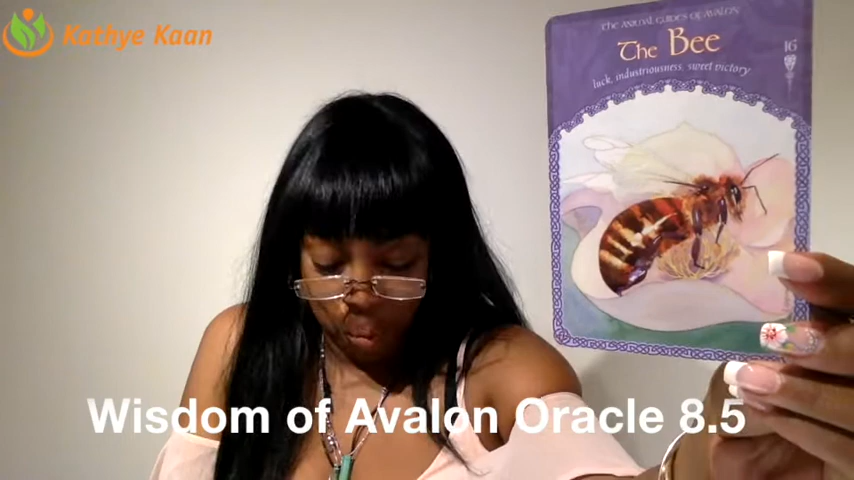 Kathye Kaan
THE ANIMAL GUIDES OF AVALON
The Bee
16
luck, industriousness, sweet victory
Wisdom of Avalon Oracle 8.5